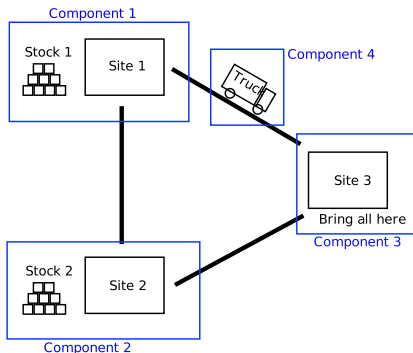 Component 1
Stock 1
Site 1
Component 4
Truck
Site 3
Bring all here
Component 3
Stock 2
Site 2
Component 2